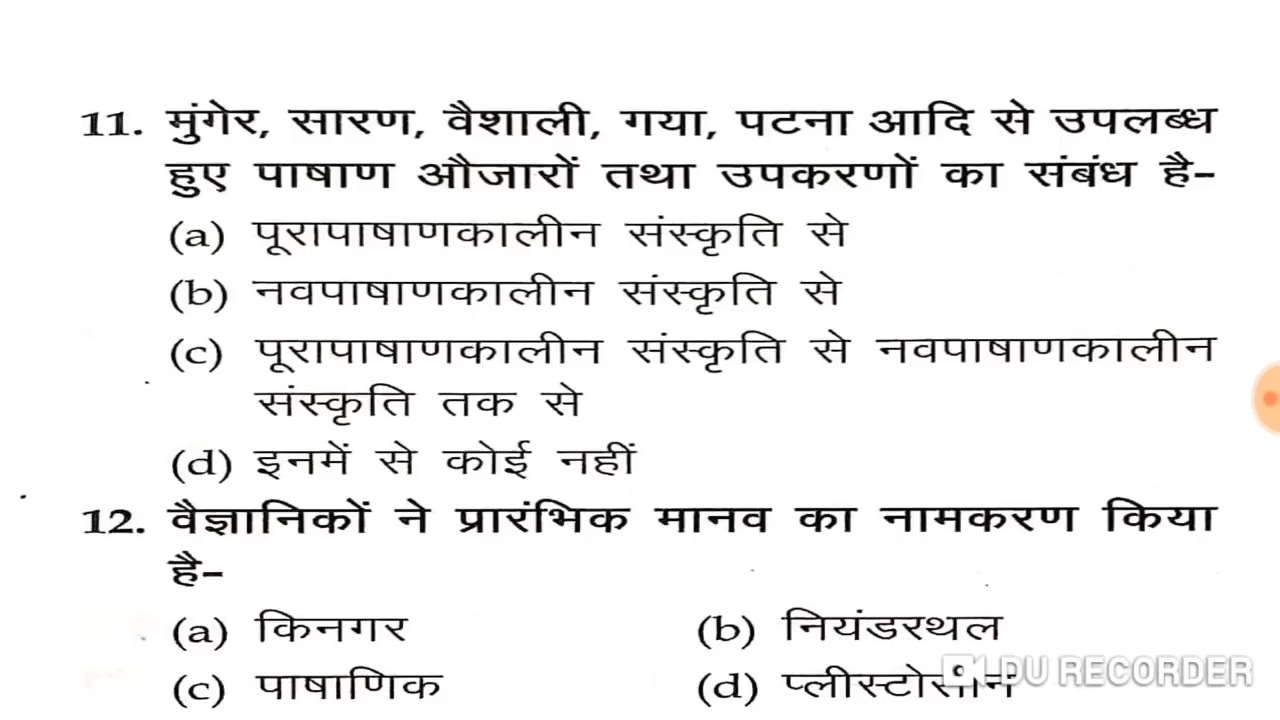 11. मुंगेर, सारण, वैशाली, गया, पटना आदि से उपलब्ध
हुए पाषाण औजारों तथा उपकरणों का संबंध है–
(a) पूरापाषाणकालीन संस्कृति से
(b) नवपाषाणकालीन संस्कृति से
(c) पूरापाषाणकालीन संस्कृति से नवपाषाणकालीन
संस्कृति तक से
(d) इनमें से कोई नहीं
12. वैज्ञानिकों ने प्रारंभिक मानव का नामकरण किया
है–
(a) किनगर (b) नियंडरथल
(c) पाषाणिक (d) प्लीस्टोसीन
DU RECORDER